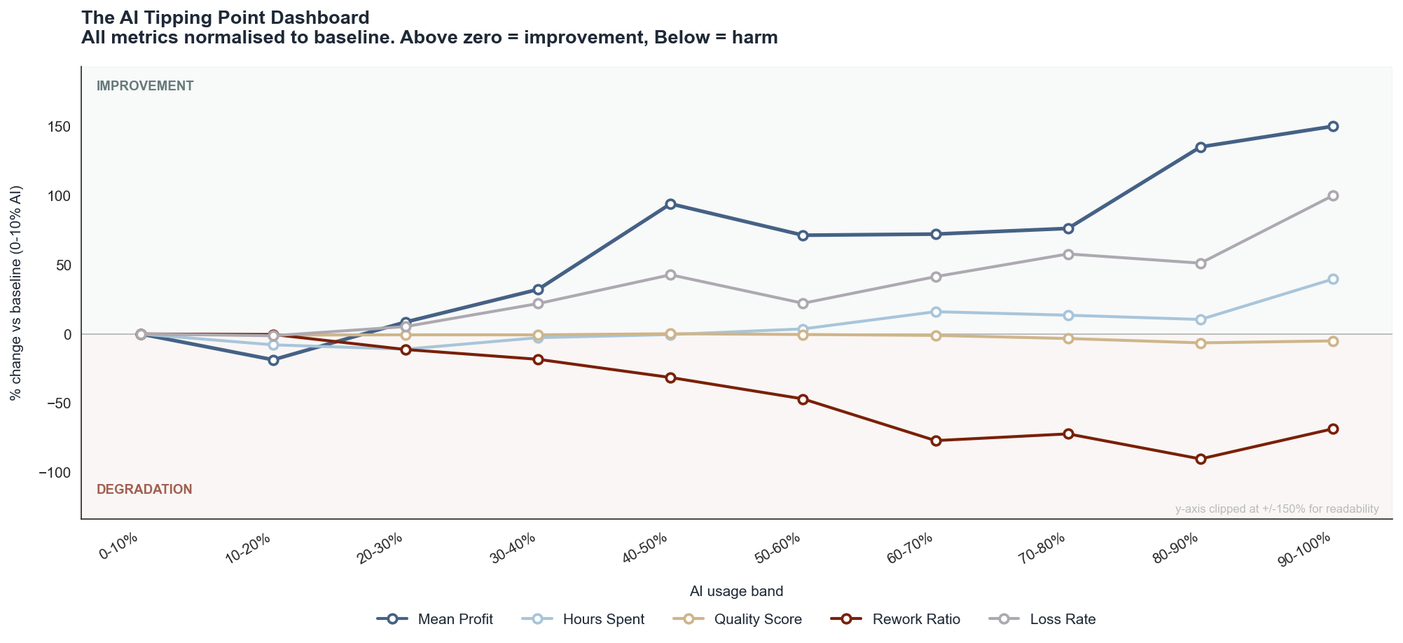 The AI Tipping Point Dashboard
All metrics normalised to baseline. Above zero = improvement, Below = harm
IMPROVEMENT
150
100
50
0
−50
−100
% change vs baseline (0-10% AI)
DEGRADATION
y-axis clipped at +/-150% for readability
0-10%
10-20%
20-30%
30-40%
40-50%
50-60%
60-70%
70-80%
80-90%
90-100%
AI usage band
Mean Profit
Hours Spent
Quality Score
Rework Ratio
Loss Rate